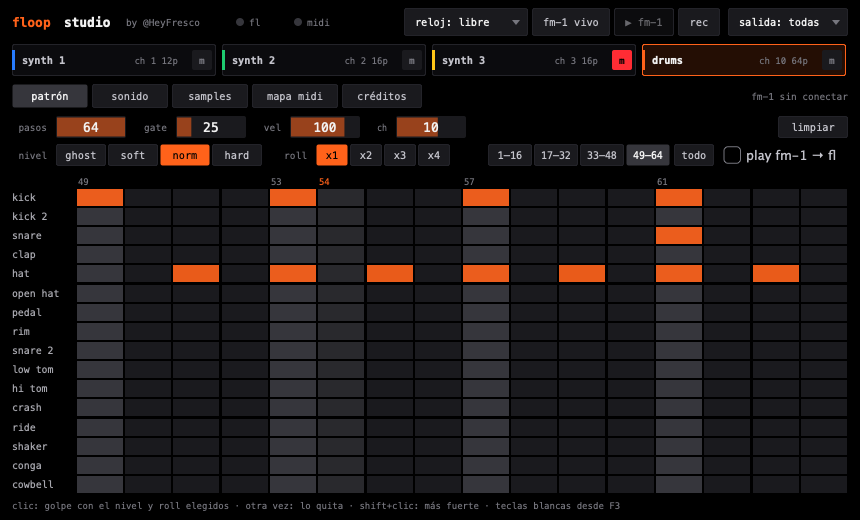 floop studio by @HeyFresco fl midi reloj: libre fm-1 vivo ▶ fm-1 rec salida: todas
synth 1 ch 1 12p m synth 2 ch 2 16p m synth 3 ch 3 16p m drums ch 10 64p m
patrón sonido samples mapa midi créditos fm-1 sin conectar
pasos 64 gate 25 vel 100 ch 10 limpiar
nivel ghost soft norm hard roll x1 x2 x3 x4 1–16 17–32 33–48 49–64 todo play fm-1 → fl
49 53 54 57 61
kick
kick 2
snare
clap
hat
open hat
pedal
rim
snare 2
low tom
hi tom
crash
ride
shaker
conga
cowbell
clic: golpe con el nivel y roll elegidos · otra vez: lo quita · shift+clic: más fuerte · teclas blancas desde F3